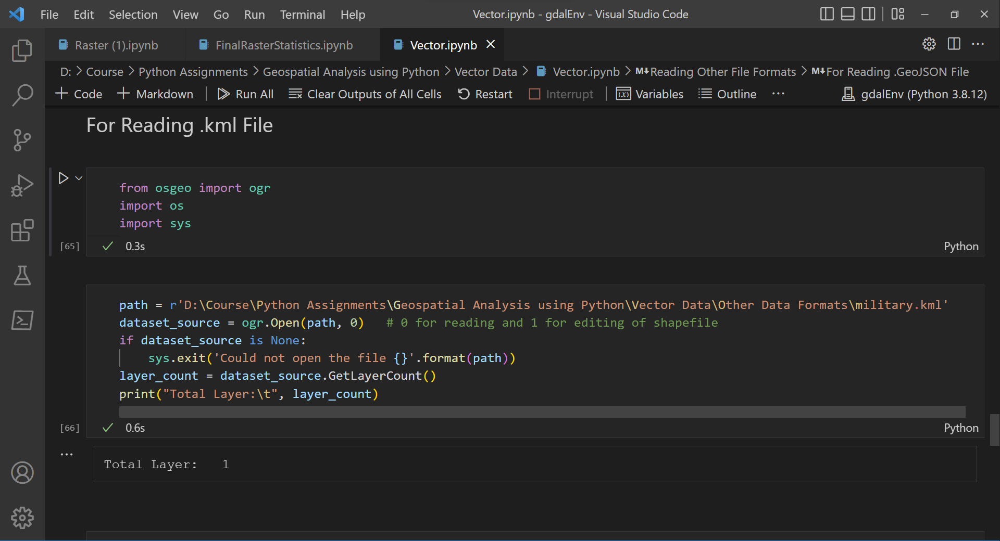 File Edit Selection View Go Run Terminal Help Vector.ipynb - gdalEnv - Visual Studio Code
Raster (1).ipynb FinalRasterStatistics.ipynb Vector.ipynb
D: > Course > Python Assignments > Geospatial Analysis using Python > Vector Data > Vector.ipynb > M↓Reading Other File Formats > M↓For Reading .GeoJSON File
+ Code + Markdown | Run All Clear Outputs of All Cells Restart Interrupt | (x) Variables Outline ··· gdalEnv (Python 3.8.12)
For Reading .kml File
from osgeo import ogr
import os
import sys
[65] ✓ 0.3s Python
path = r'D:\Course\Python Assignments\Geospatial Analysis using Python\Vector Data\Other Data Formats\military.kml'
dataset_source = ogr.Open(path, 0)   # 0 for reading and 1 for editing of shapefile
if dataset_source is None:
    sys.exit('Could not open the file {}'.format(path))
layer_count = dataset_source.GetLayerCount()
print("Total Layer:\t", layer_count)
[66] ✓ 0.6s Python
Total Layer:   1